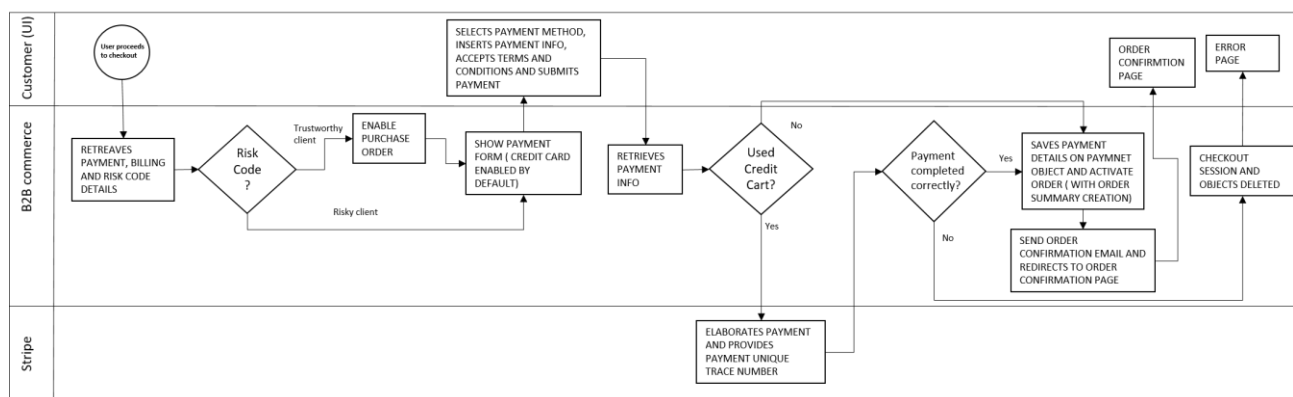 Customer (UI)
User proceeds
to checkout
SELECTS PAYMENT METHOD,
INSERTS PAYMENT INFO,
ACCEPTS TERMS AND
CONDITIONS AND SUBMITS
PAYMENT
ORDER
CONFIRMTION
PAGE
ERROR
PAGE
B2B commerce
RETREAVES
PAYMENT, BILLING
AND RISK CODE
DETAILS
Risk
Code
?
Trustworthy
client
Risky client
ENABLE
PURCHASE
ORDER
SHOW PAYMENT
FORM ( CREDIT CARD
ENABLED BY
DEFAULT)
RETRIEVES
PAYMENT
INFO
Used
Credit
Cart?
No
Yes
Payment
completed
correctly?
Yes
No
SAVES PAYMENT
DETAILS ON PAYMNET
OBJECT AND ACTIVATE
ORDER ( WITH ORDER
SUMMARY CREATION)
SEND ORDER
CONFIRMATION EMAIL AND
REDIRECTS TO ORDER
CONFIRMATION PAGE
CHECKOUT
SESSION AND
OBJECTS DELETED
Stripe
ELABORATES PAYMENT
AND PROVIDES
PAYMENT UNIQUE
TRACE NUMBER